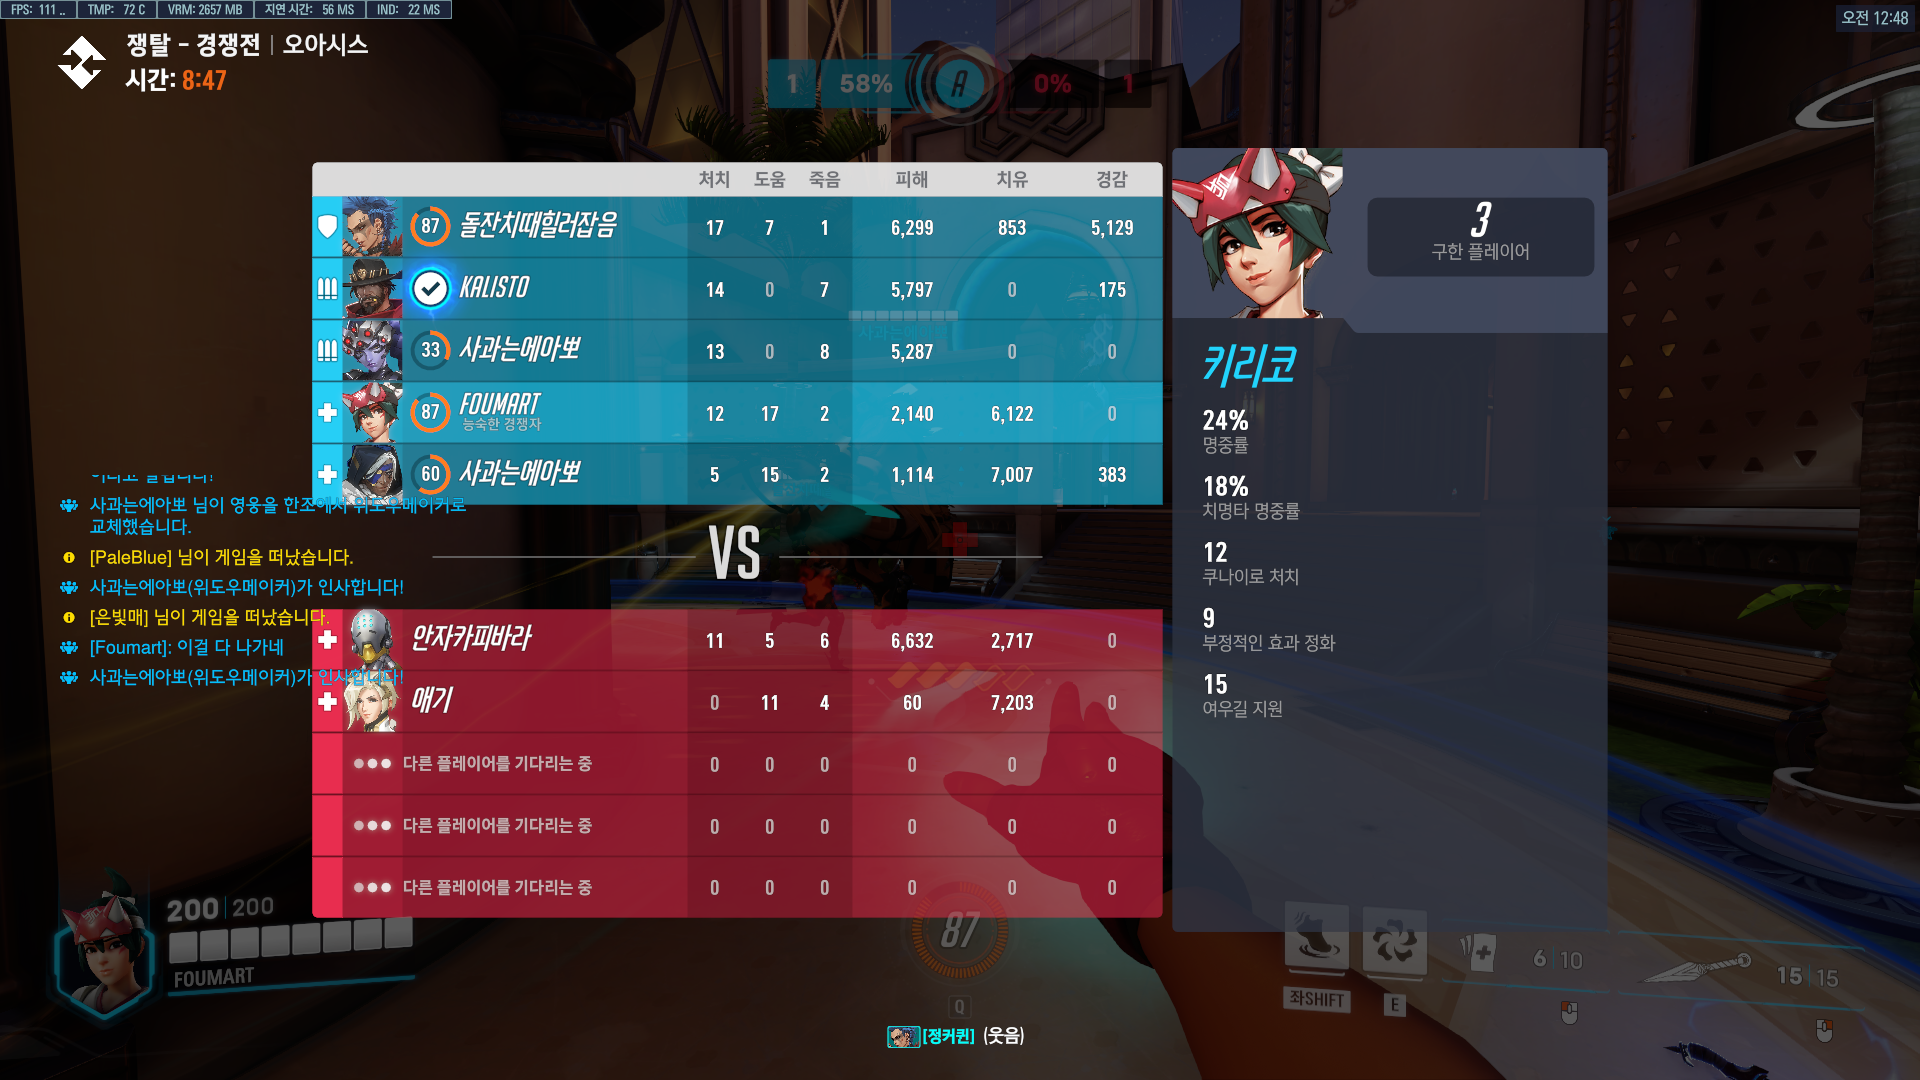 FPS: 111 .. TMP: 72 C VRM: 2657 MB 지연 시간: 56 MS IND: 22 MS
오전 12:48
쟁탈 - 경쟁전 | 오아시스
시간: 8:47
1 58% A 0% 1
처치 도움 죽음 피해 치유 경감
87 돌잔치때힐러잡음 17 7 1 6,299 853 5,129
KALISTO 14 0 7 5,797 0 175
33 사과는에아뽀 13 0 8 5,287 0 0
87 FOUMART 12 17 2 2,140 6,122 0
능숙한 경쟁자
60 사과는에아뽀 5 15 2 1,114 7,007 383
VS
안자카피바라 11 5 6 6,632 2,717 0
애기 0 11 4 60 7,203 0
다른 플레이어를 기다리는 중 0 0 0 0 0 0
다른 플레이어를 기다리는 중 0 0 0 0 0 0
다른 플레이어를 기다리는 중 0 0 0 0 0 0
3
구한 플레이어
키리코
24%
명중률
18%
치명타 명중률
12
쿠나이로 처치
9
부정적인 효과 정화
15
여우길 지원
사과는에아뽀 님이 영웅을 한조에서 위도우메이커로
교체했습니다.
[PaleBlue] 님이 게임을 떠났습니다.
사과는에아뽀(위도우메이커)가 인사합니다!
[은빛매] 님이 게임을 떠났습니다.
[Foumart]: 이걸 다 나가네
사과는에아뽀(위도우메이커)가 인사합니다!
200 | 200
FOUMART
87
Q
[정커퀸] (웃음)
좌SHIFT
E
6 | 10
15 | 15